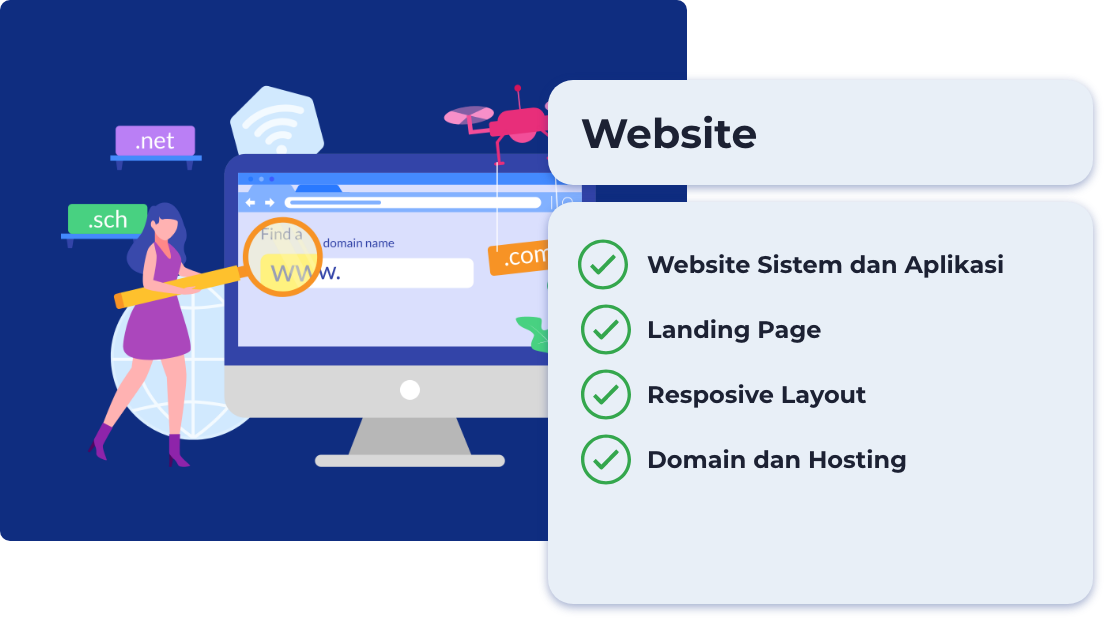 .net
.sch
Find a
domain name
www.
.com
Website
Website Sistem dan Aplikasi
Landing Page
Resposive Layout
Domain dan Hosting